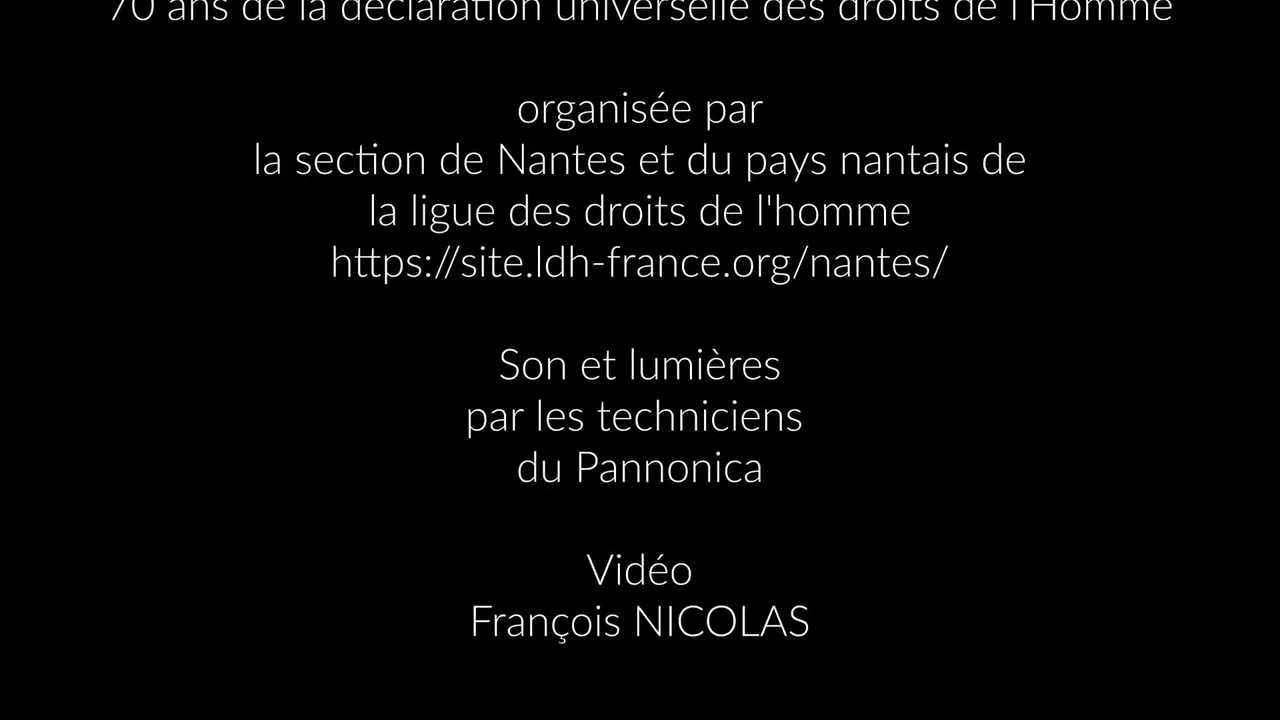 70 ans de la déclaration universelle des droits de l'Homme
organisée par
la section de Nantes et du pays nantais de
la ligue des droits de l'homme
https://site.ldh-france.org/nantes/
Son et lumières
par les techniciens
du Pannonica
Vidéo
François NICOLAS